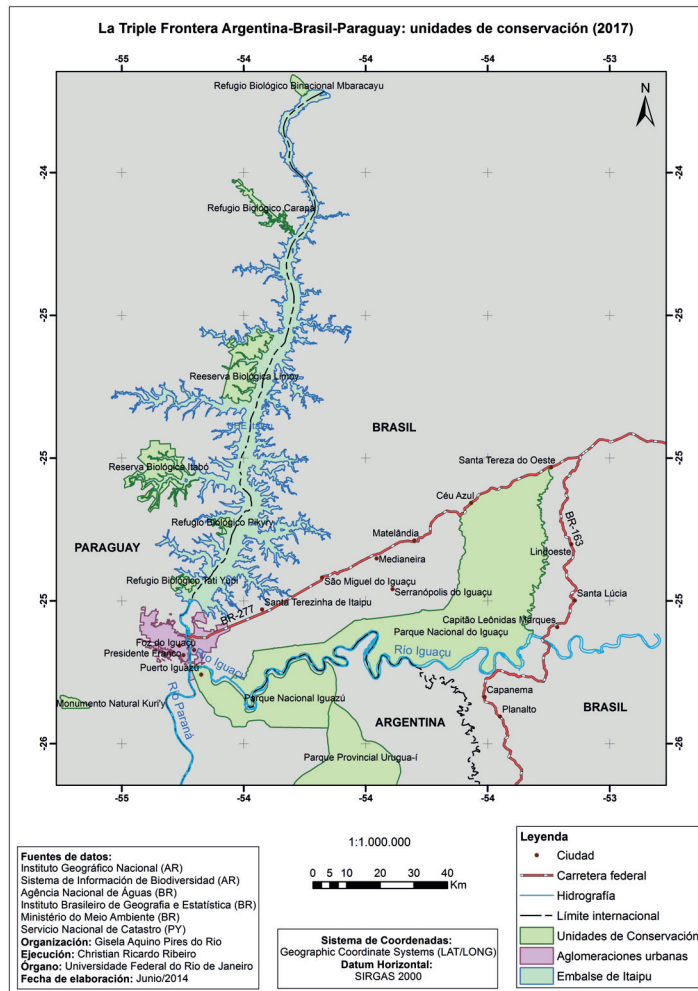 La Triple Frontera Argentina-Brasil-Paraguay: unidades de conservación (2017)
-55 -54 -54 -54 -53
Refugio Biológico Binacional Mbaracayu
N
-24 -24
Refugio Biológico Carapá
-25 -25
Reeserva Biológica Limoy
UHE Itaipu
BRASIL
Santa Tereza do Oeste
-25 -25
Reserva Biológica Itabó
Céu Azul
BR-163
Refugio Biológico Pikyry
Matelândia
PARAGUAY
Medianeira
Lindoeste
Refugio Biológico Tatí Yupí
São Miguel do Iguaçu
Serranópolis do Iguaçu
Santa Lúcia
-25 -25
Santa Terezinha de Itaipu
BR-277
Capitão Leônidas Marques
Parque Nacional do Iguaçu
Foz do Iguaçu
Presidente Franco
Río Iguaçu
Río Iguaçu
Puerto Iguazú
Capanema
Monumento Natural Kuri'y
Parque Nacional Iguazú
Río Paraná
ARGENTINA
Planalto
BRASIL
-26 -26
Parque Provincial Urugua-í
-55 -54 -54 -54 -53
1:1.000.000
0 5 10 20 30 40
Km
Fuentes de datos:
Instituto Geográfico Nacional (AR)
Sistema de Información de Biodiversidad (AR)
Agência Nacional de Águas (BR)
Instituto Brasileiro de Geografia e Estatística (BR)
Ministério do Meio Ambiente (BR)
Servicio Nacional de Catastro (PY)
Organización: Gisela Aquino Pires do Rio
Ejecución: Christian Ricardo Ribeiro
Órgano: Universidade Federal do Rio de Janeiro
Fecha de elaboración: Junio/2014
Sistema de Coordenadas:
Geographic Coordinate Systems (LAT/LONG)
Datum Horizontal:
SIRGAS 2000
Leyenda
Ciudad
Carretera federal
Hidrografía
Límite internacional
Unidades de Conservación
Aglomeraciones urbanas
Embalse de Itaipu